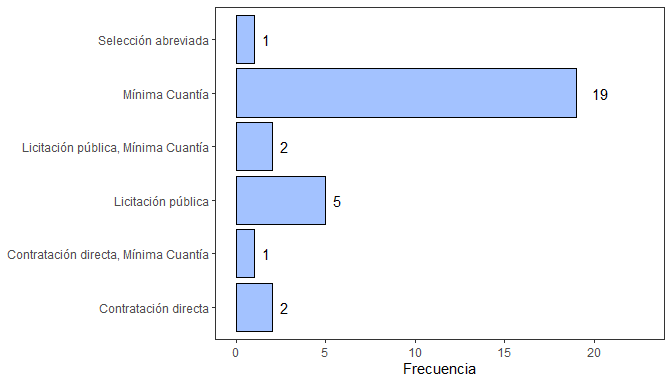 Selección abreviada 1
Mínima Cuantía 19
Licitación pública, Mínima Cuantía 2
Licitación pública 5
Contratación directa, Mínima Cuantía 1
Contratación directa 2
0 5 10 15 20
Frecuencia